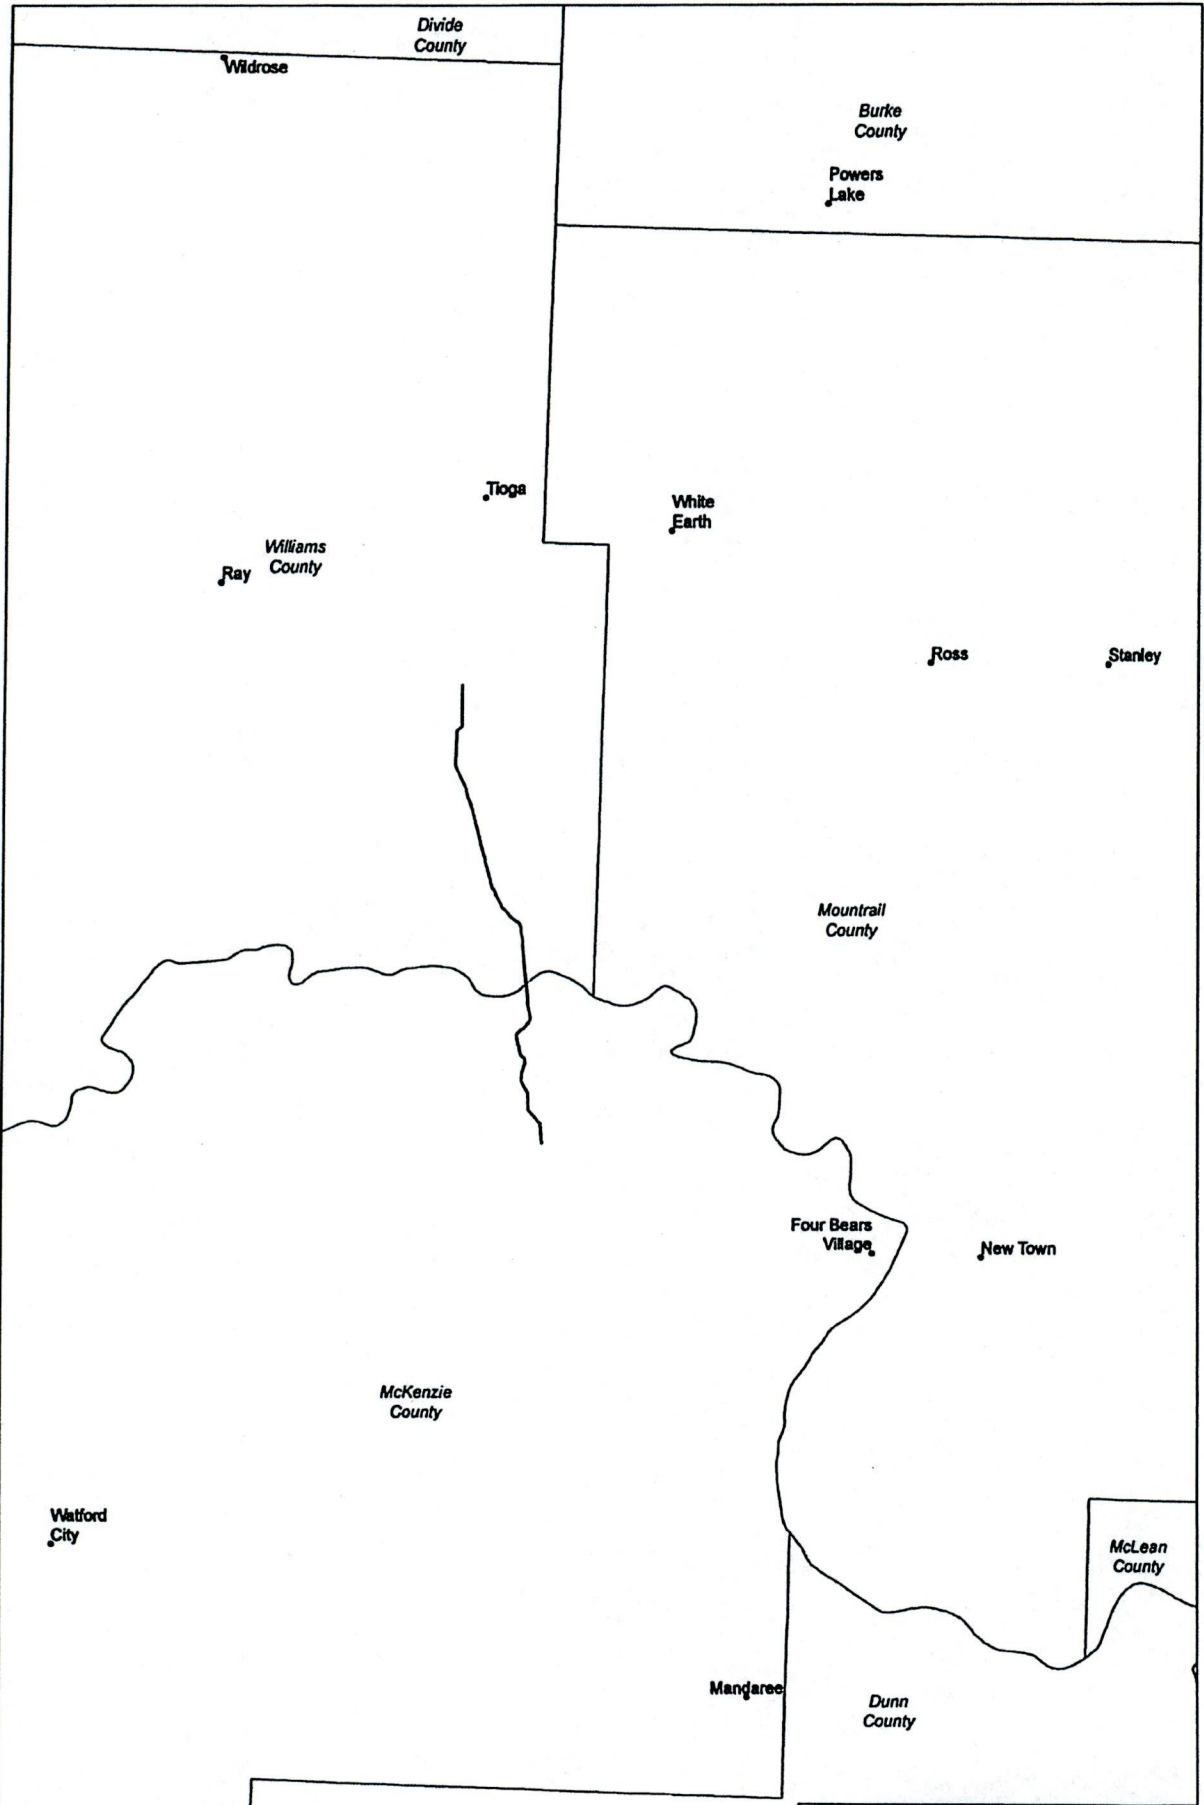 Divide
County
Wildrose
Burke
County
Powers
Lake
Tioga
White
Earth
Williams
County
Ray
Ross
Stanley
Mountrail
County
Four Bears
Village
New Town
McKenzie
County
Watford
City
McLean
County
Mandaree
Dunn
County